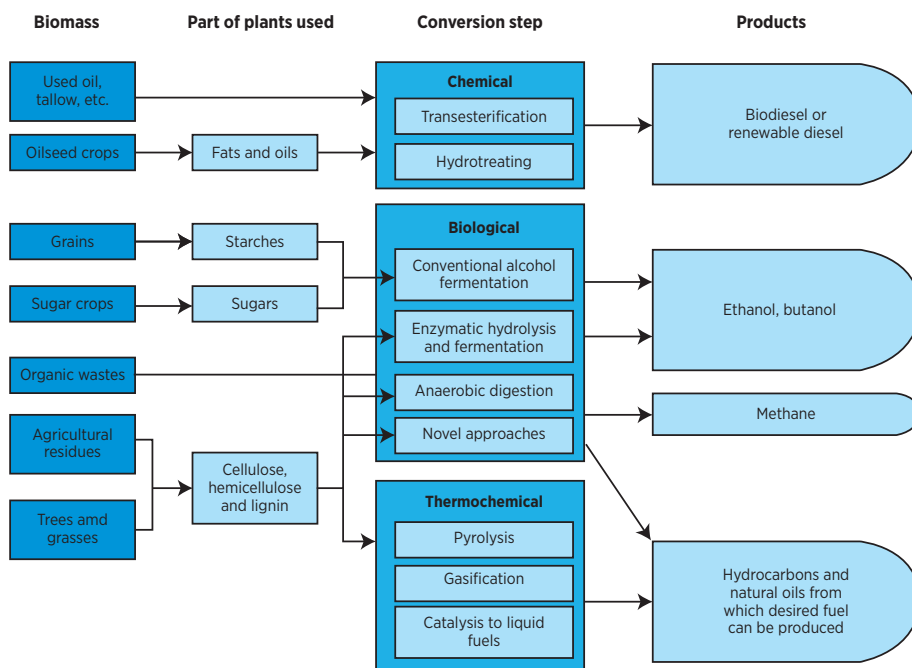 Biomass
Part of plants used
Conversion step
Products
Used oil,
tallow, etc.
Oilseed crops
Fats and oils
Chemical
Transesterification
Hydrotreating
Biodiesel or
renewable diesel
Grains
Starches
Sugar crops
Sugars
Organic wastes
Agricultural
residues
Trees amd
grasses
Cellulose,
hemicellulose
and lignin
Biological
Conventional alcohol
fermentation
Enzymatic hydrolysis
and fermentation
Anaerobic digestion
Novel approaches
Ethanol, butanol
Methane
Thermochemical
Pyrolysis
Gasification
Catalysis to liquid
fuels
Hydrocarbons and
natural oils from
which desired fuel
can be produced